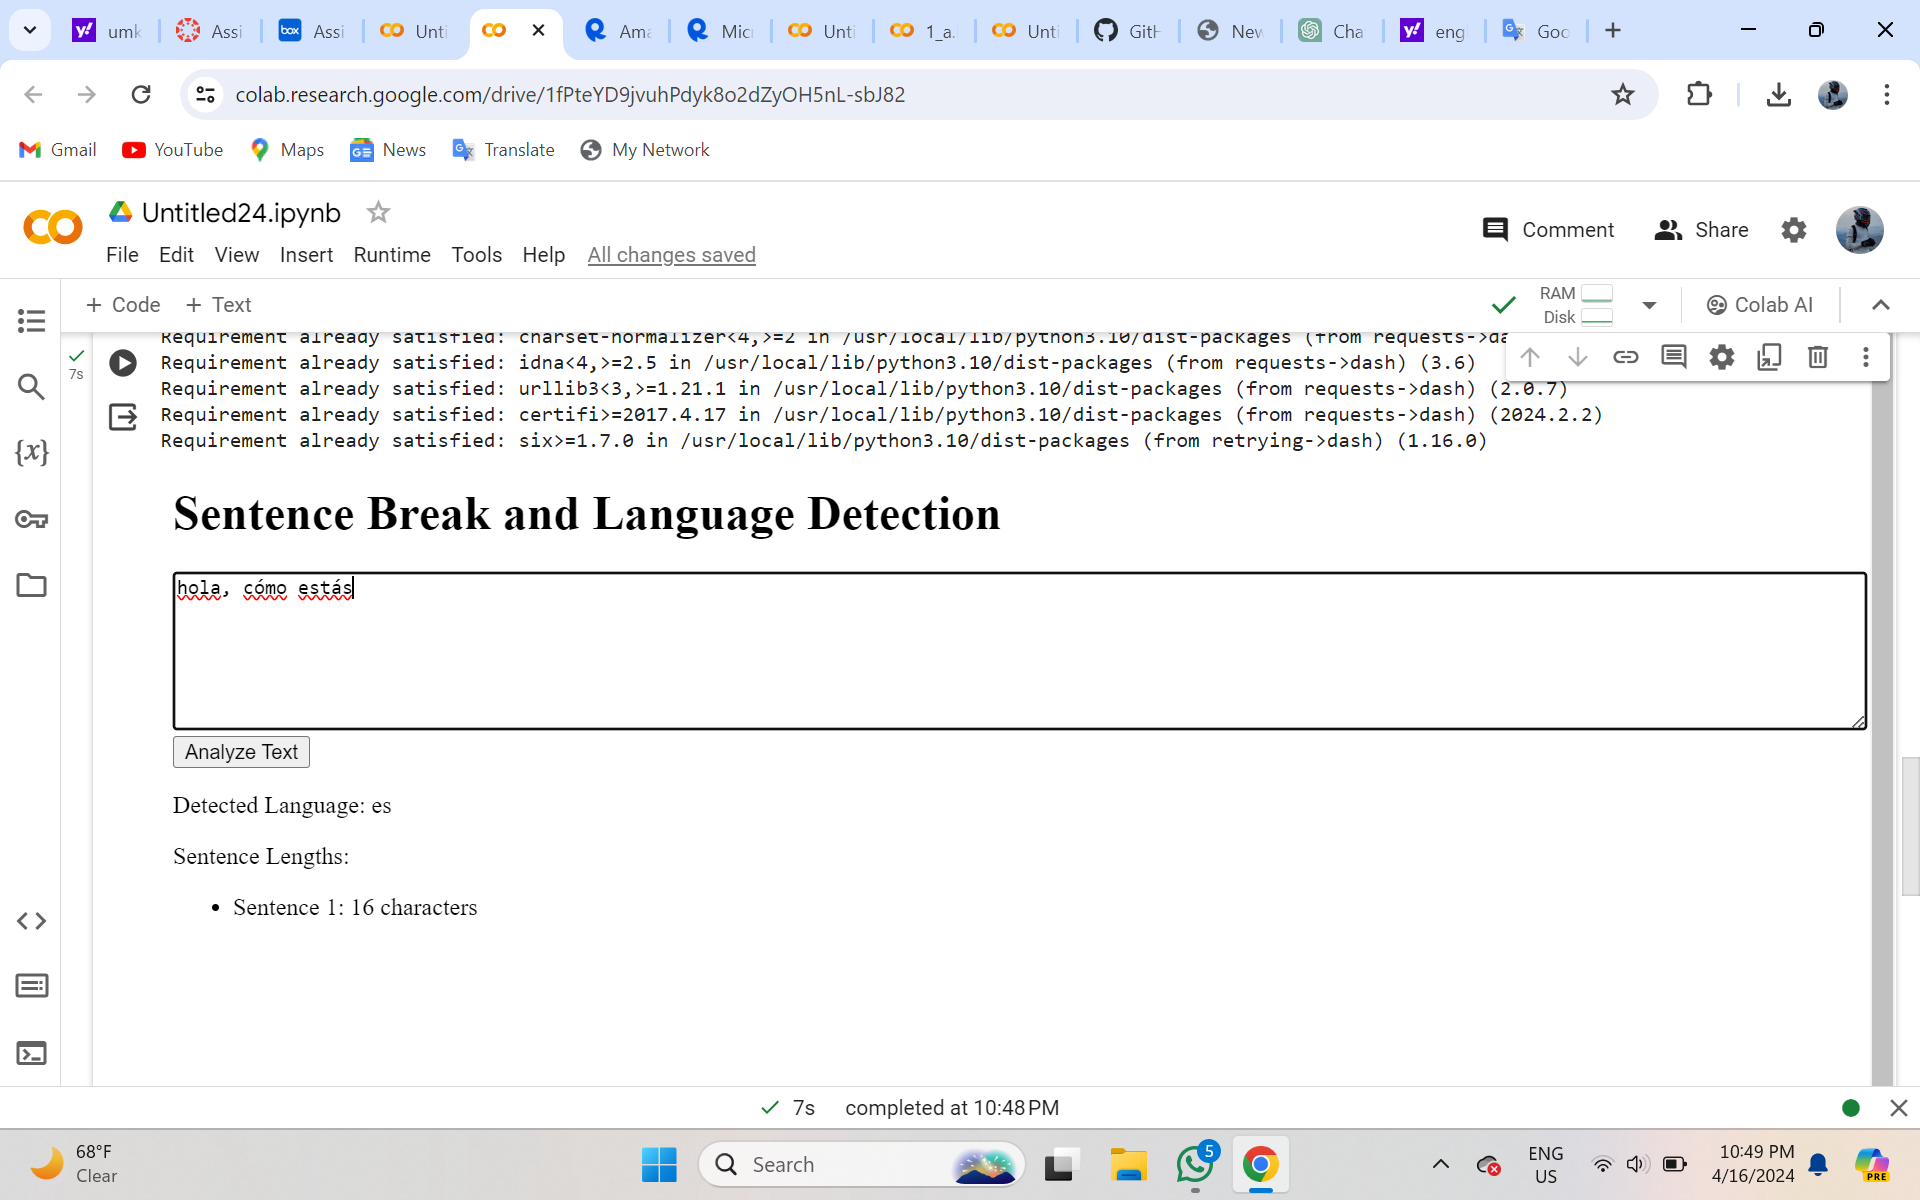 umk
Assi
Assi
Unti
Ama
Micr
Unti
1_a.
Unti
GitH
New
Cha
eng
Goo
colab.research.google.com/drive/1fPteYD9jvuhPdyk8o2dZyOH5nL-sbJ82
Gmail YouTube Maps News Translate My Network
Untitled24.ipynb
Comment Share
File Edit View Insert Runtime Tools Help All changes saved
+ Code + Text
RAM
Disk
Colab AI
Requirement already satisfied: charset-normalizer<4,>=2 in /usr/local/lib/python3.10/dist-packages (from requests->da
7s
Requirement already satisfied: idna<4,>=2.5 in /usr/local/lib/python3.10/dist-packages (from requests->dash) (3.6)
Requirement already satisfied: urllib3<3,>=1.21.1 in /usr/local/lib/python3.10/dist-packages (from requests->dash) (2.0.7)
Requirement already satisfied: certifi>=2017.4.17 in /usr/local/lib/python3.10/dist-packages (from requests->dash) (2024.2.2)
Requirement already satisfied: six>=1.7.0 in /usr/local/lib/python3.10/dist-packages (from retrying->dash) (1.16.0)
Sentence Break and Language Detection
hola, cómo estás
Analyze Text
Detected Language: es
Sentence Lengths:
• Sentence 1: 16 characters
7s completed at 10:48 PM
68°F
Clear
Search
5
ENG
US
10:49 PM
4/16/2024
PRE